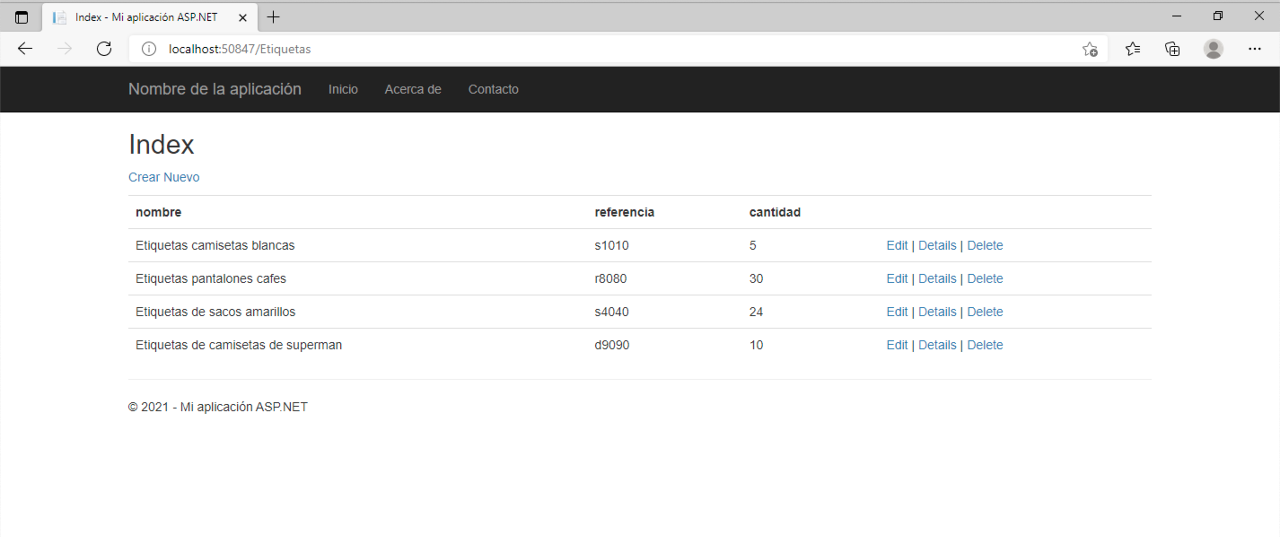 Index - Mi aplicación ASP.NET
localhost:50847/Etiquetas
Nombre de la aplicación Inicio Acerca de Contacto
Index
Crear Nuevo
nombre referencia cantidad
Etiquetas camisetas blancas s1010 5 Edit | Details | Delete
Etiquetas pantalones cafes r8080 30 Edit | Details | Delete
Etiquetas de sacos amarillos s4040 24 Edit | Details | Delete
Etiquetas de camisetas de superman d9090 10 Edit | Details | Delete
© 2021 - Mi aplicación ASP.NET